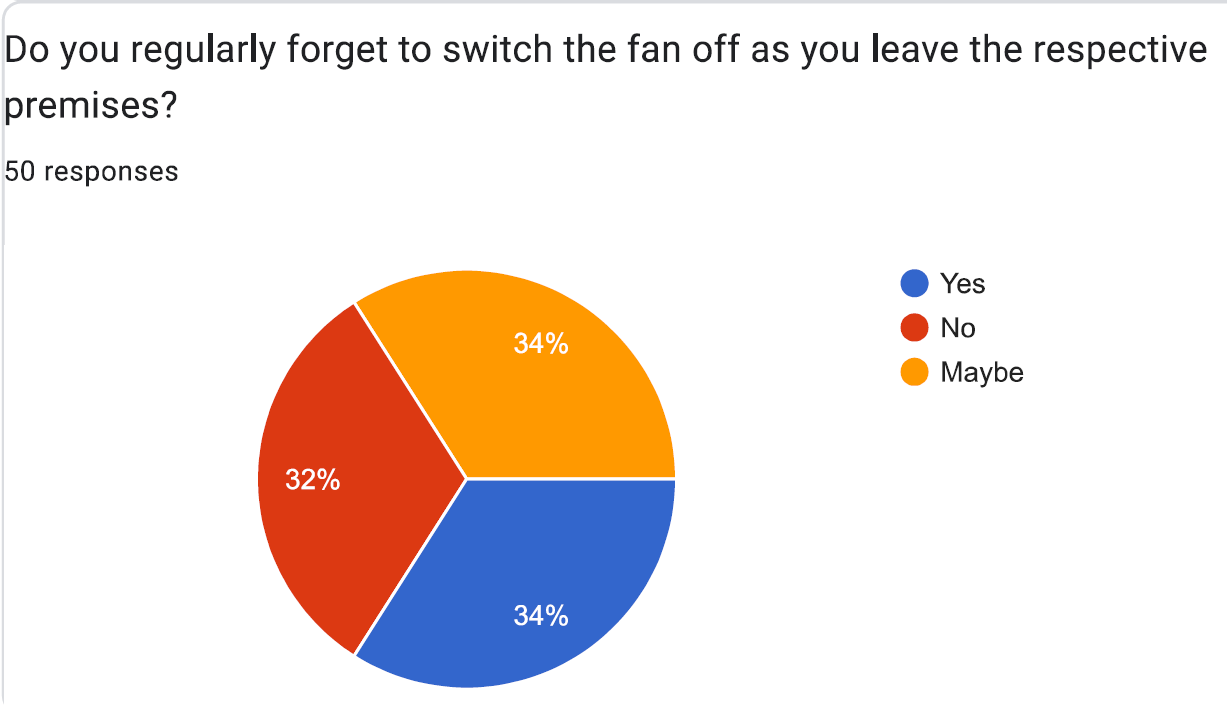 Do you regularly forget to switch the fan off as you leave the respective
premises?
50 responses
Yes
No
Maybe
34%
32%
34%